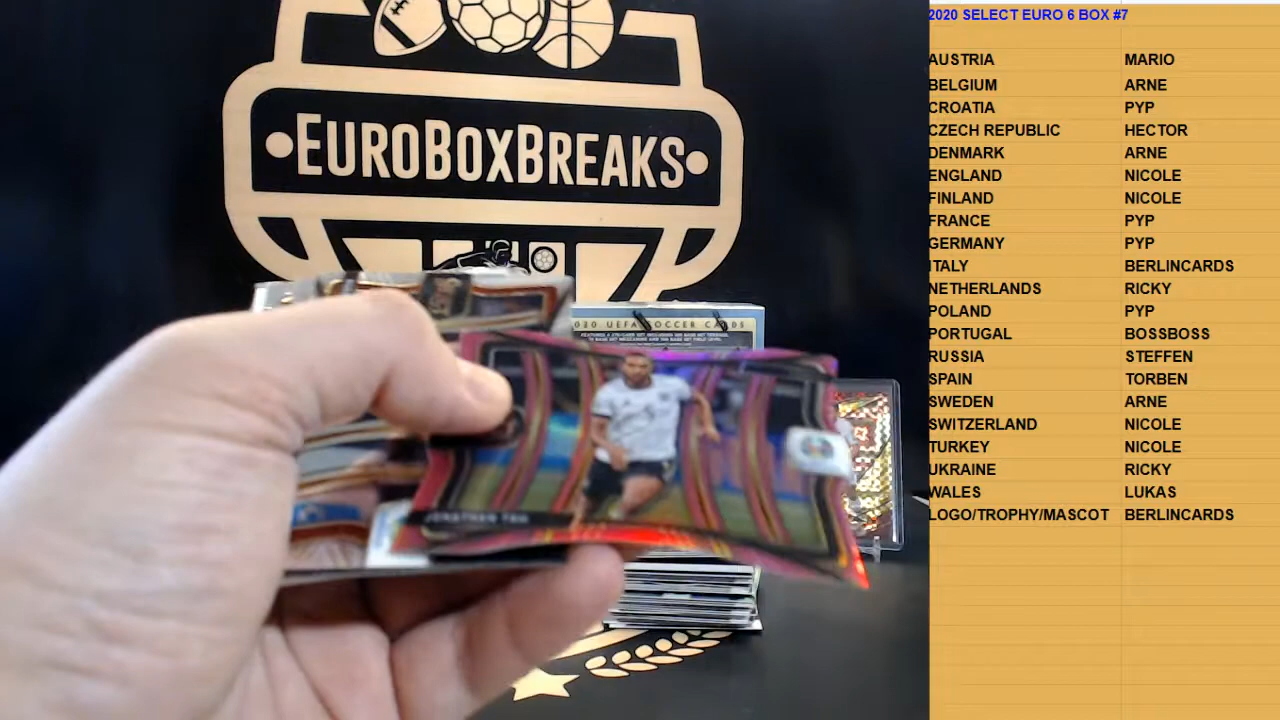 EUROBOXBREAKS
UEFA SOCCER CARDS
JONATHAN TAH
2020 SELECT EURO 6 BOX #7
AUSTRIA MARIO
BELGIUM ARNE
CROATIA PYP
CZECH REPUBLIC HECTOR
DENMARK ARNE
ENGLAND NICOLE
FINLAND NICOLE
FRANCE PYP
GERMANY PYP
ITALY BERLINCARDS
NETHERLANDS RICKY
POLAND PYP
PORTUGAL BOSSBOSS
RUSSIA STEFFEN
SPAIN TORBEN
SWEDEN ARNE
SWITZERLAND NICOLE
TURKEY NICOLE
UKRAINE RICKY
WALES LUKAS
LOGO/TROPHY/MASCOT BERLINCARDS